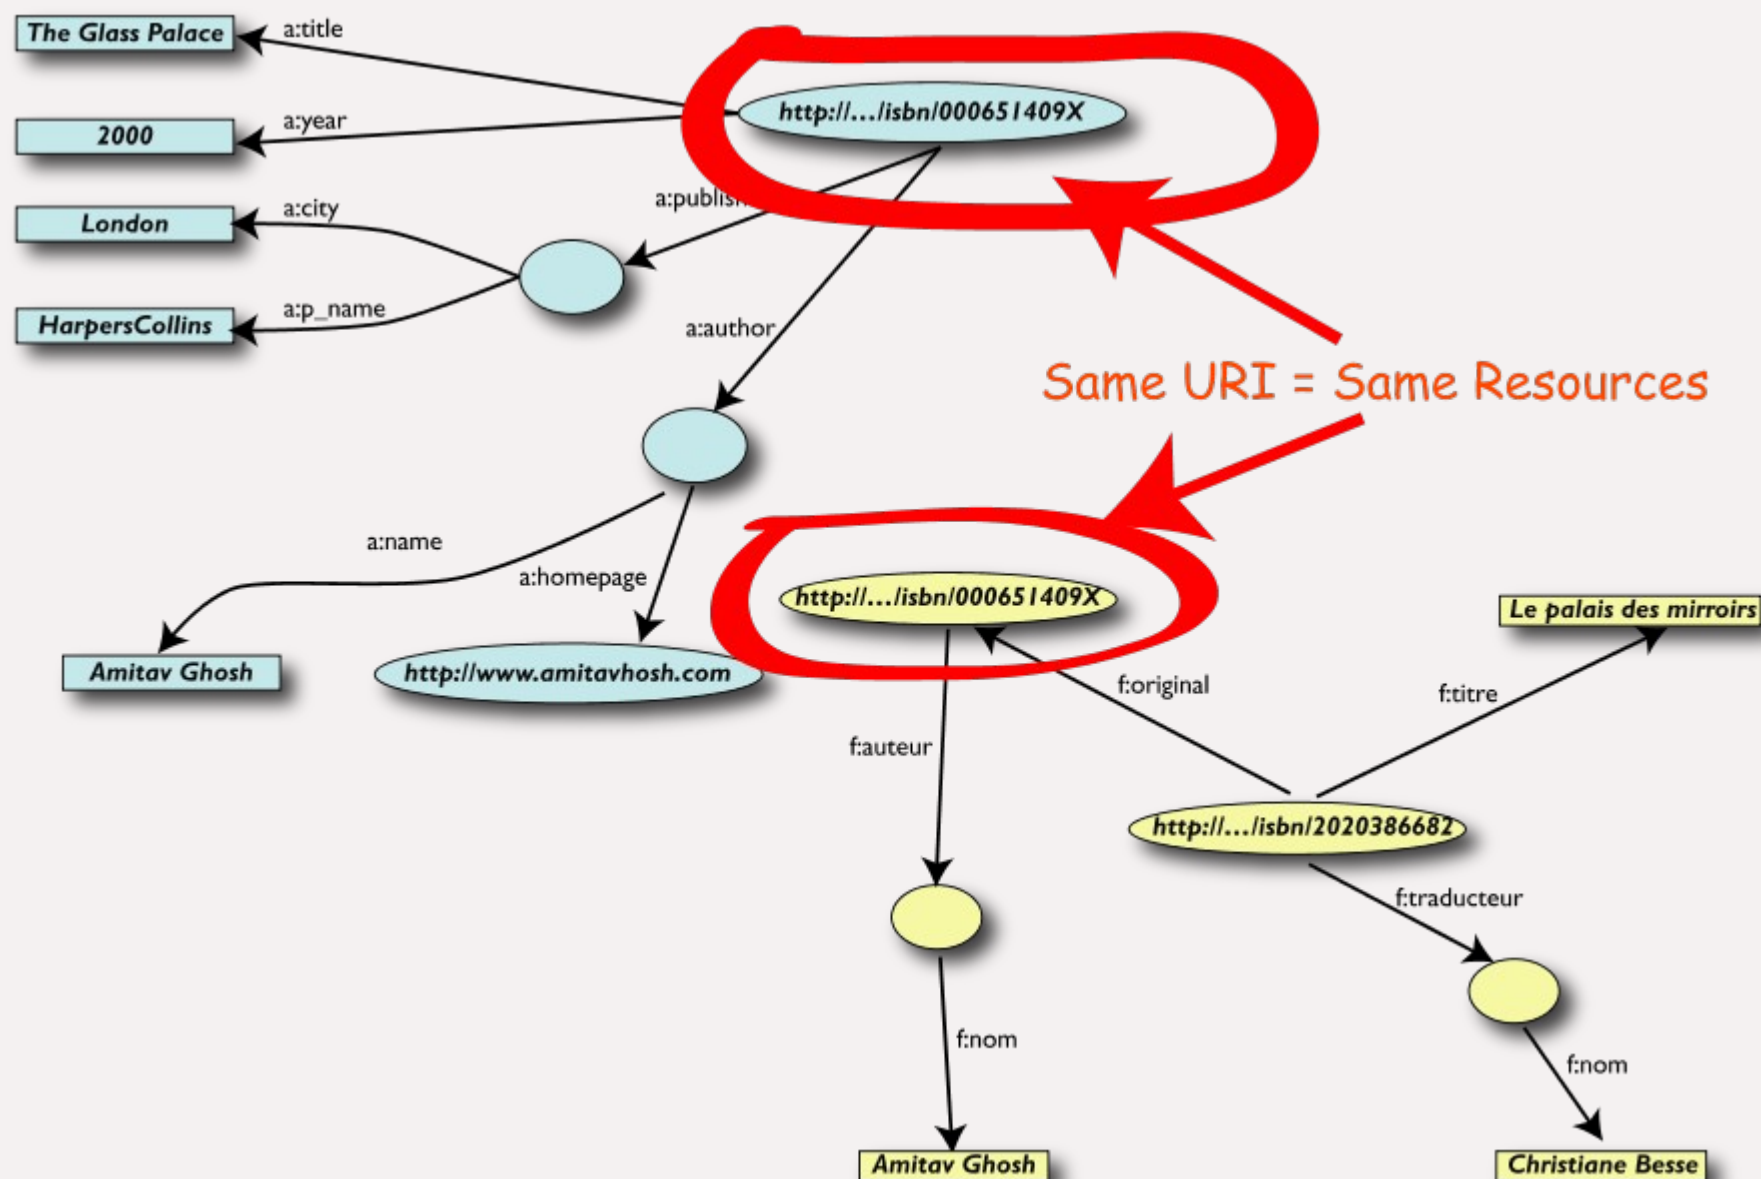 The Glass Palace
a:title
http://.../isbn/000651409X
a:year
2000
a:publish
a:city
London
a:p_name
HarpersCollins
a:author
Same URI = Same Resources
a:name
a:homepage
http://.../isbn/000651409X
Le palais des mirroirs
Amitav Ghosh
http://www.amitavhosh.com
f:original
f:titre
f:auteur
http://.../isbn/2020386682
f:traducteur
f:nom
f:nom
Amitav Ghosh
Christiane Besse